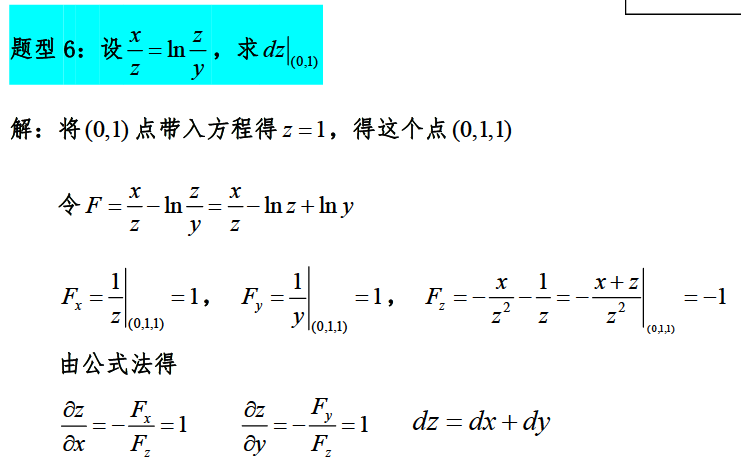 题型 6：设 $\frac{x}{z}=\ln\frac{z}{y}$，求 $dz|_{(0,1)}$
解：将 $(0,1)$ 点带入方程得 $z=1$，得这个点 $(0,1,1)$
令 $F=\frac{x}{z}-\ln\frac{z}{y}=\frac{x}{z}-\ln z+\ln y$
$F_x=\frac{1}{z}\Big|_{(0,1,1)}=1$， $F_y=\frac{1}{y}\Big|_{(0,1,1)}=1$， $F_z=-\frac{x}{z^2}-\frac{1}{z}=-\frac{x+z}{z^2}\Big|_{(0,1,1)}=-1$
由公式法得
$\frac{\partial z}{\partial x}=-\frac{F_x}{F_z}=1$ $\frac{\partial z}{\partial y}=-\frac{F_y}{F_z}=1$ $dz=dx+dy$